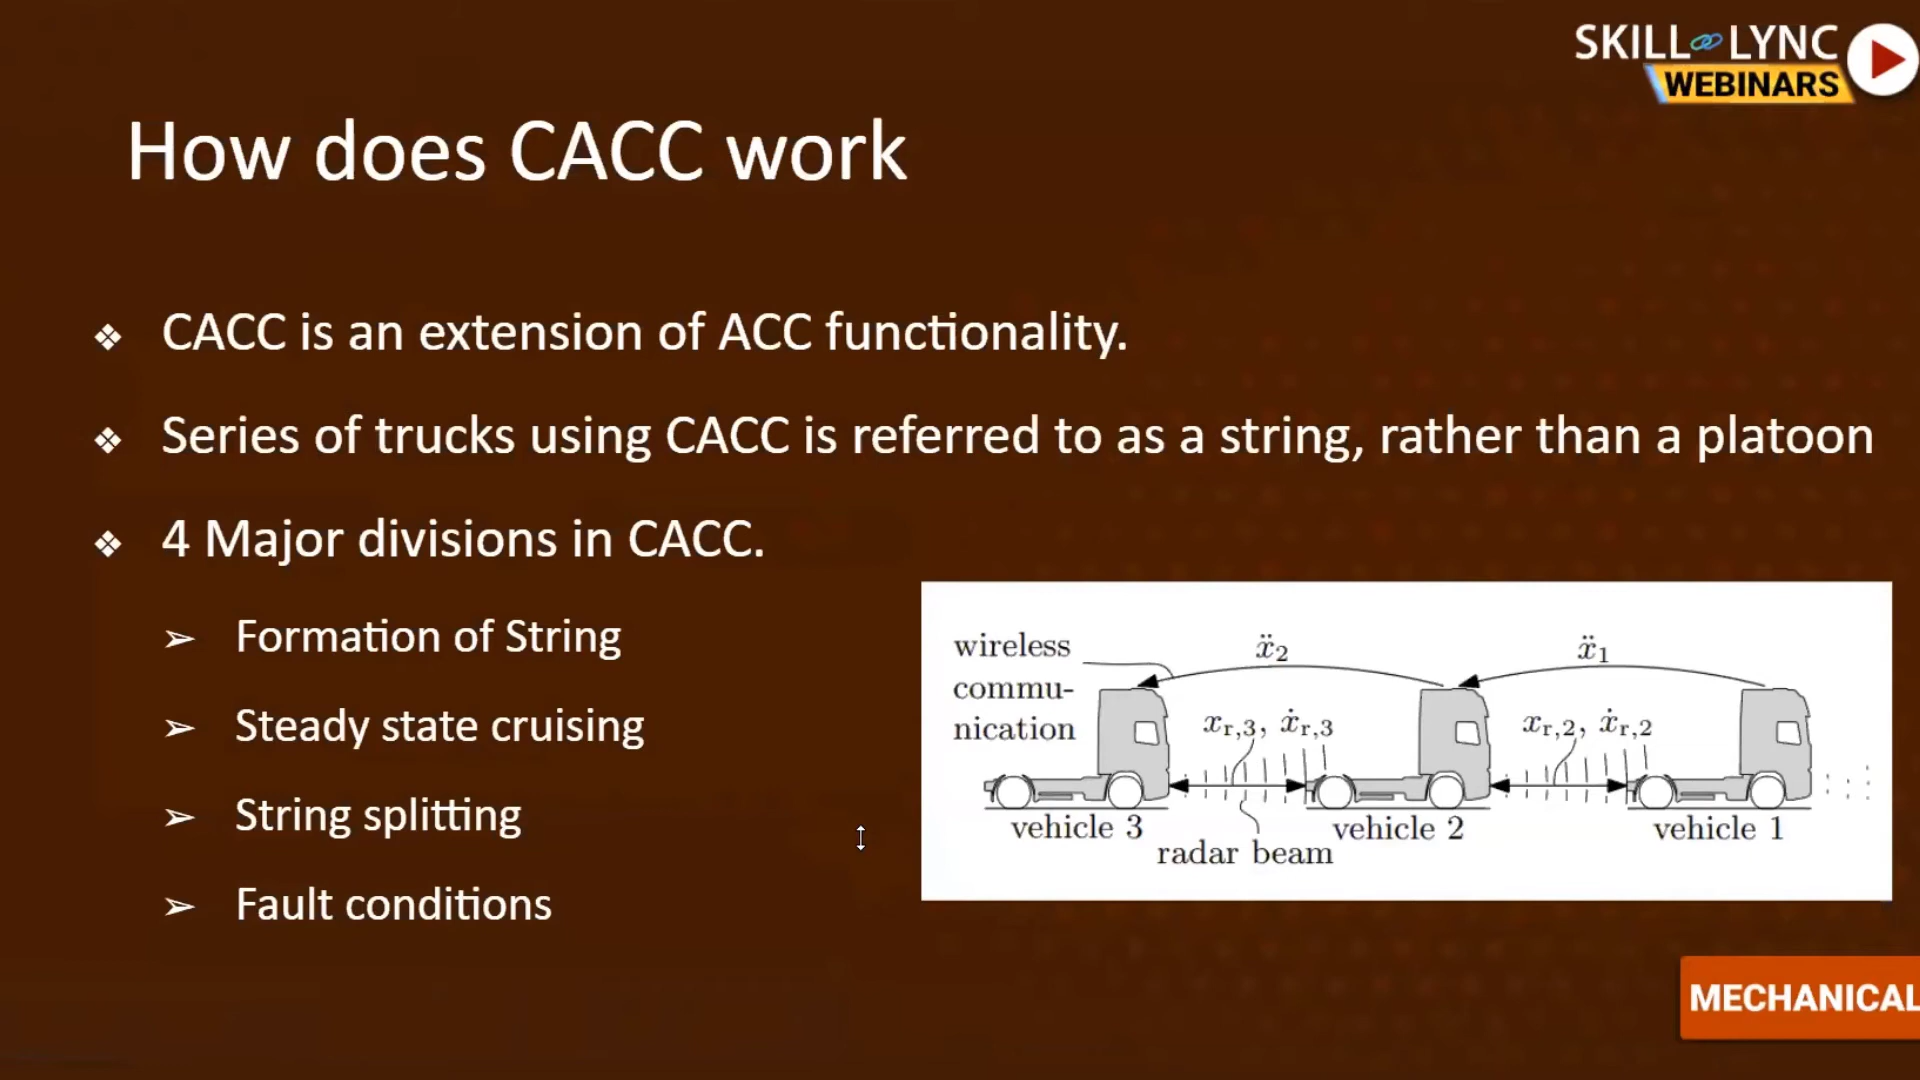 SKILL LYNC
WEBINARS
How does CACC work
❖ CACC is an extension of ACC functionality.
❖ Series of trucks using CACC is referred to as a string, rather than a platoon
❖ 4 Major divisions in CACC.
➢ Formation of String
➢ Steady state cruising
➢ String splitting
➢ Fault conditions
wireless
commu-
nication
ẍ₂
ẍ₁
xr,3, ẋr,3
xr,2, ẋr,2
vehicle 3
radar beam
vehicle 2
vehicle 1
MECHANICAL